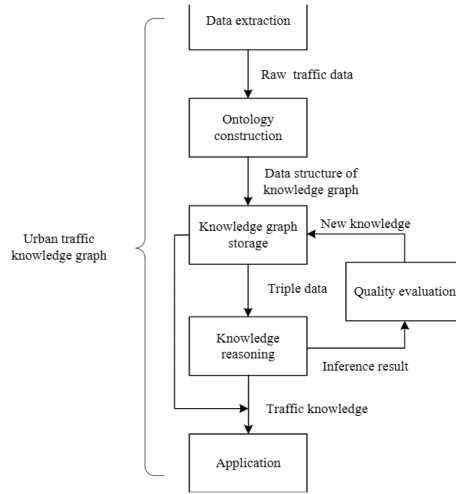 Data extraction
Raw traffic data
Ontology
construction
Data structure of
knowledge graph
Urban traffic
knowledge graph
Knowledge graph
storage
New knowledge
Triple data
Quality evaluation
Knowledge
reasoning
Inference result
Traffic knowledge
Application